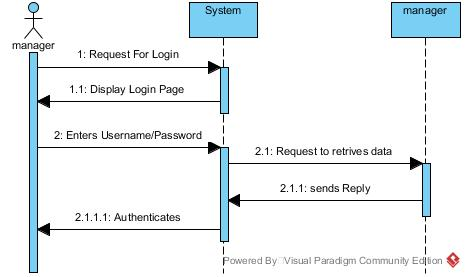 System
manager
manager
1: Request For Login
1.1: Display Login Page
2: Enters Username/Password
2.1: Request to retrives data
2.1.1: sends Reply
2.1.1.1: Authenticates
Powered By Visual Paradigm Community Edition